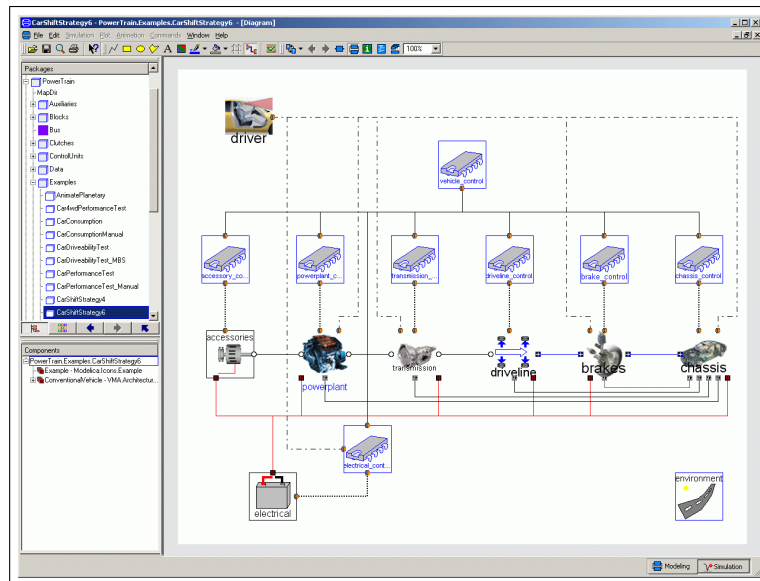 CarShiftStrategy6 - PowerTrain.Examples.CarShiftStrategy6 - [Diagram]
File Edit Simulation Plot Animation Commands Window Help
100%
Packages
PowerTrain
MapDir
Auxiliaries
Blocks
Bus
Clutches
ControlUnits
Data
Examples
AnimatePlanetary
Car4wdPerformanceTest
CarConsumption
CarConsumptionManual
CarDriveabilityTest
CarDriveabilityTest_MBS
CarPerformanceTest
CarPerformanceTest_Manual
CarShiftStrategy4
CarShiftStrategy6
Components
PowerTrain.Examples.CarShiftStrategy6
Example - Modelica.Icons.Example
ConventionalVehicle - VMA.Architectur...
driver
vehicle_control
accessory_co...
powerplant_c...
transmission_...
driveline_control
brake_control
chassis_control
accessories
powerplant
transmission
driveline
brakes
chassis
electrical_cont...
electrical
environment
Modeling
Simulation